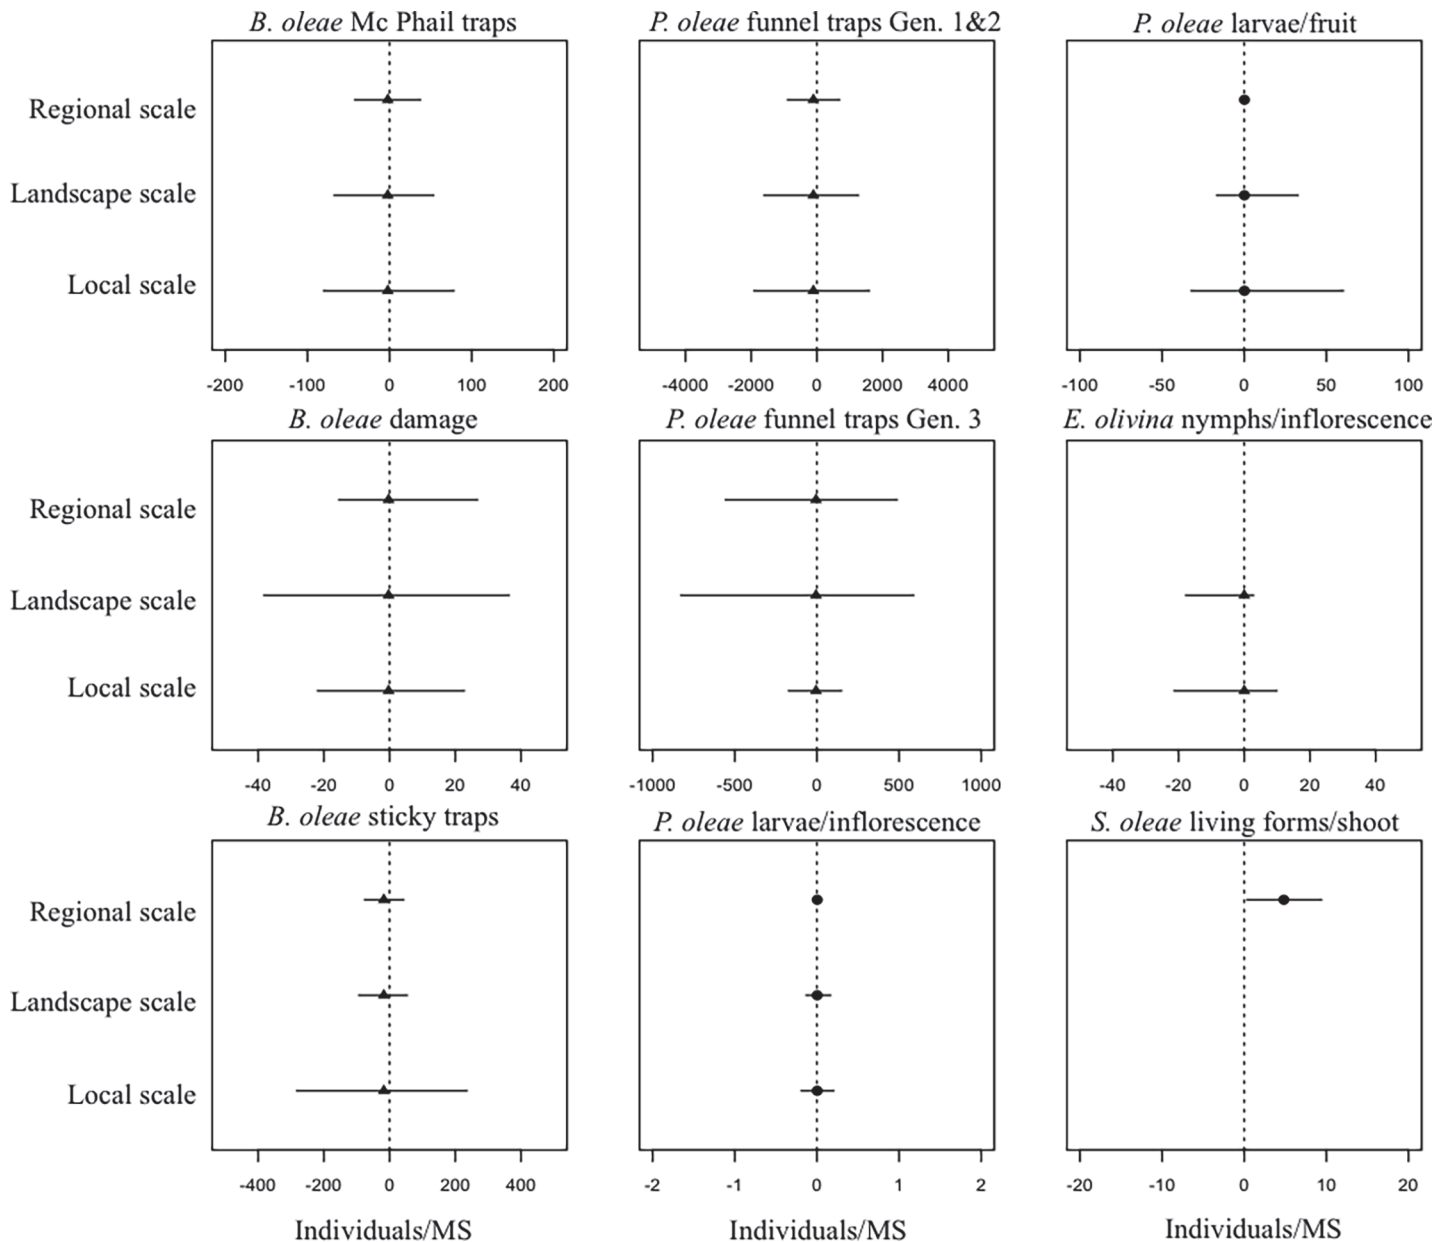 B. oleae Mc Phail traps P. oleae funnel traps Gen. 1&2 P. oleae larvae/fruit
Regional scale
Landscape scale
Local scale
-200 -100 0 100 200 -4000 -2000 0 2000 4000 -100 -50 0 50 100
B. oleae damage P. oleae funnel traps Gen. 3 E. olivina nymphs/inflorescence
Regional scale
Landscape scale
Local scale
-40 -20 0 20 40 -1000 -500 0 500 1000 -40 -20 0 20 40
B. oleae sticky traps P. oleae larvae/inflorescence S. oleae living forms/shoot
Regional scale
Landscape scale
Local scale
-400 -200 0 200 400 -2 -1 0 1 2 -20 -10 0 10 20
Individuals/MS Individuals/MS Individuals/MS